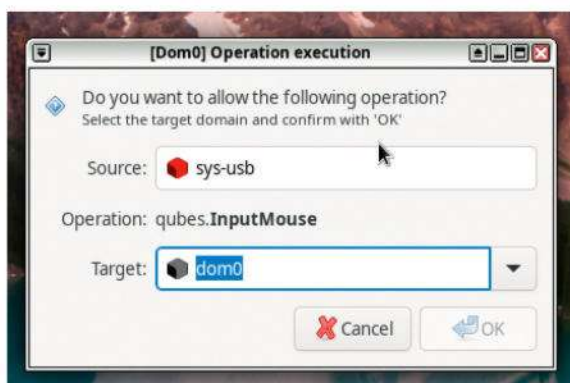 [Dom0] Operation execution
Do you want to allow the following operation?
Select the target domain and confirm with 'OK'
Source: sys-usb
Operation: qubes.InputMouse
Target: dom0
Cancel OK